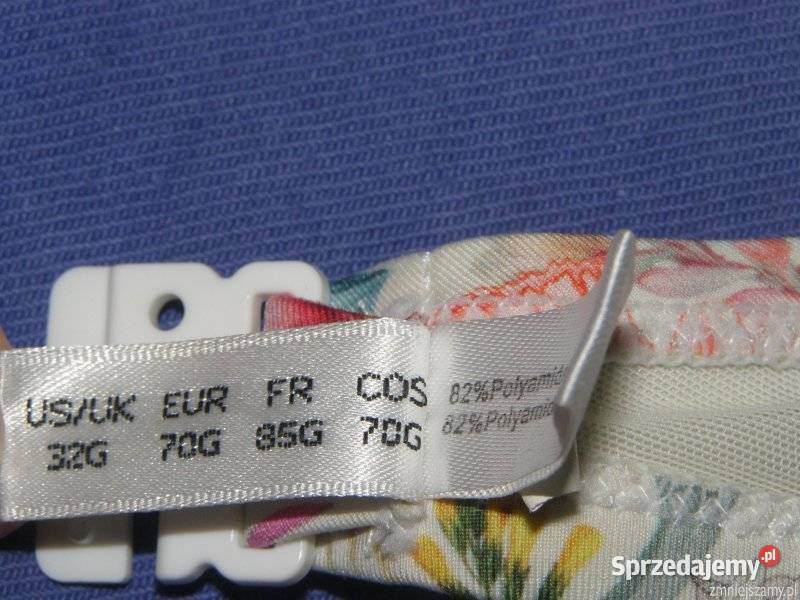 US/UK EUR FR COS
32G 70G 85G 70G
82%Polyamid
82%Polyamid
Sprzedajemy.pl
zmniejszamy.pl